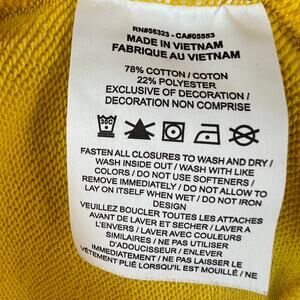 RN#56323 - CA#05553
MADE IN VIETNAM
FABRIQUE AU VIETNAM
78% COTTON / COTON
22% POLYESTER
EXCLUSIVE OF DECORATION /
DECORATION NON COMPRISE
FASTEN ALL CLOSURES TO WASH AND DRY /
WASH INSIDE OUT / WASH WITH LIKE
COLORS / DO NOT USE SOFTENERS /
REMOVE IMMEDIATELY / DO NOT ALLOW TO
LAY ON ITSELF WHEN WET / DO NOT IRON
DESIGN
VEUILLEZ BOUCLER TOUTES LES ATTACHES
AVANT DE LAVER ET SECHER / LAVER A
L'ENVERS / LAVER AVEC COULEURS
SIMILAIRES / NE PAS UTILISER
D'ADOUCISSEUR / ENLEVER
IMMÉDIATEMENT / NE PAS LAISSER LE
VÊTEMENT PLIÉ LORSQU'IL EST MOUILLÉ / NE